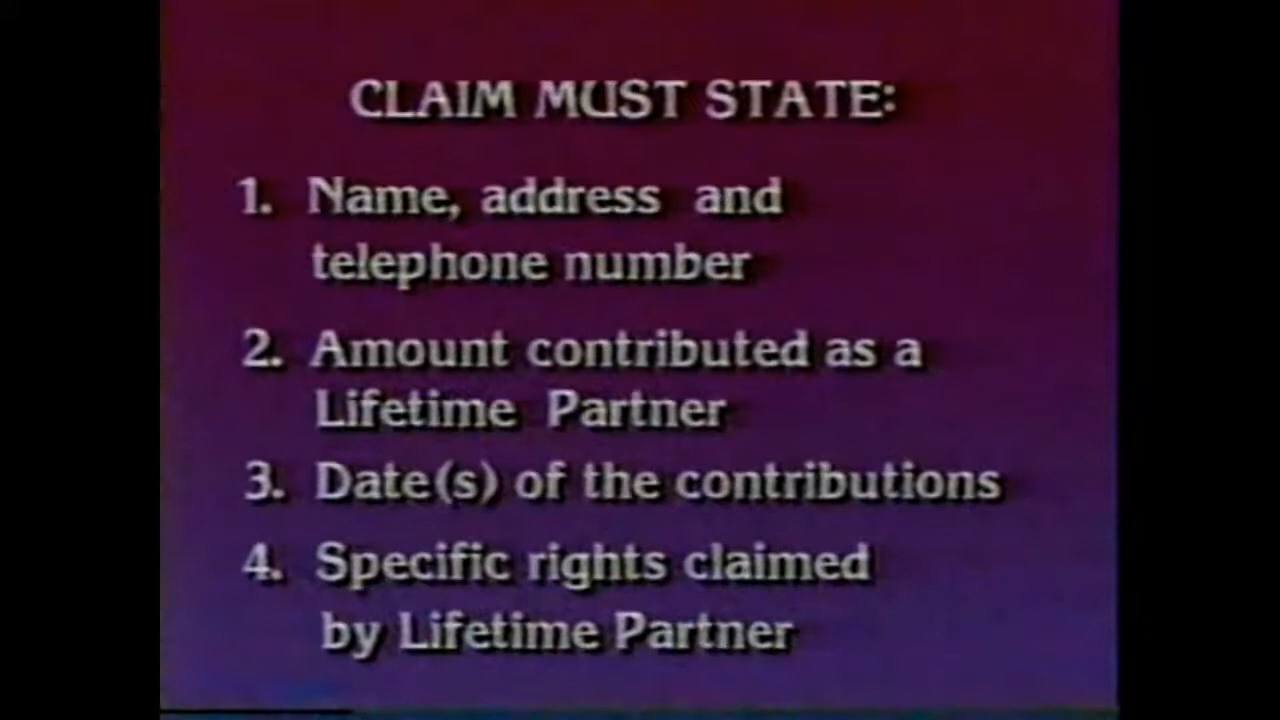 CLAIM MUST STATE:
1. Name, address and
telephone number
2. Amount contributed as a
Lifetime Partner
3. Date(s) of the contributions
4. Specific rights claimed
by Lifetime Partner